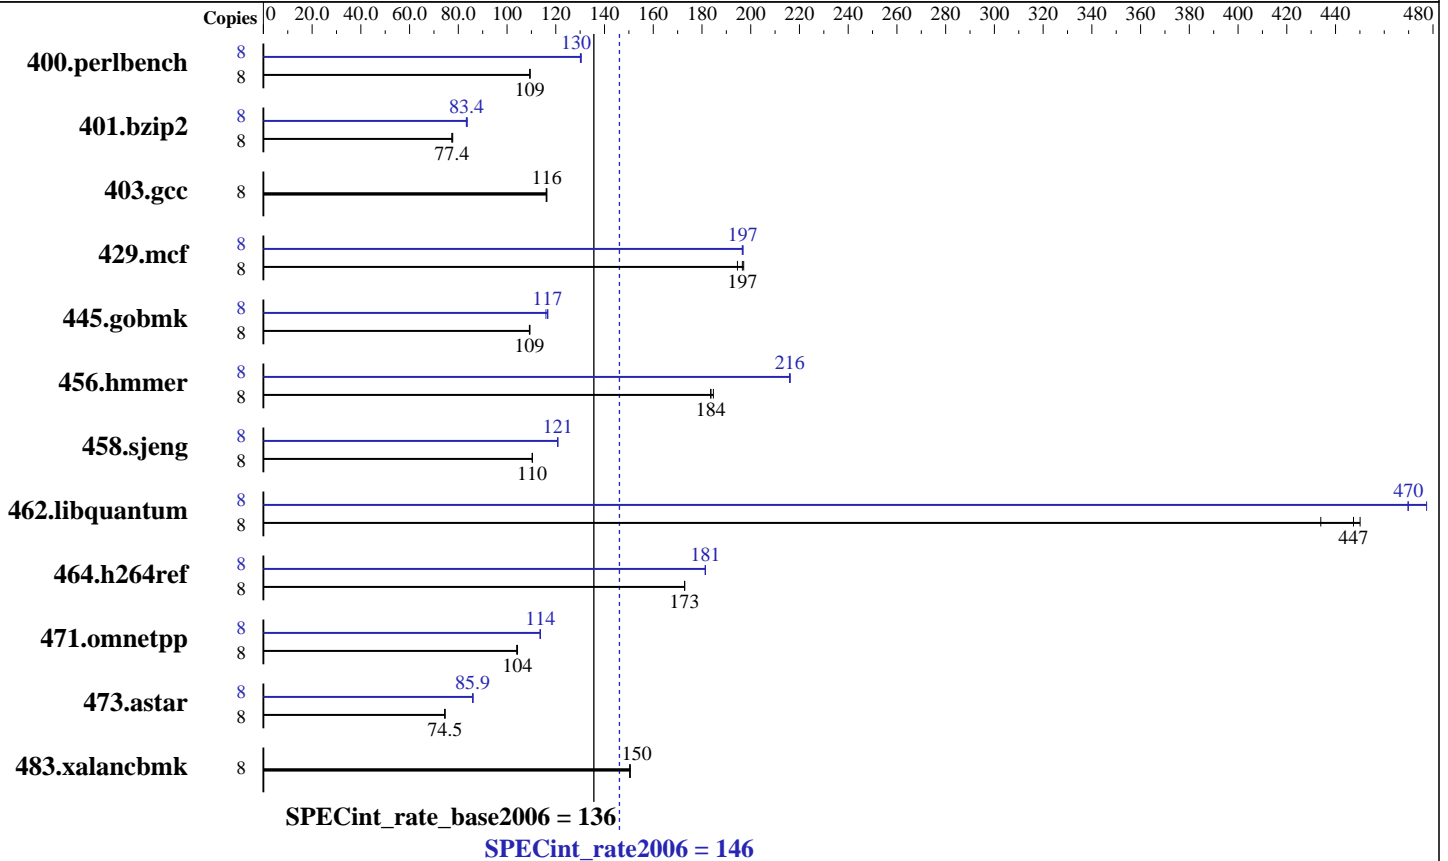 Copies 0 20.0 40.0 60.0 80.0 100 120 140 160 180 200 220 240 260 280 300 320 340 360 380 400 420 440 480
400.perlbench 8 130
8 109
401.bzip2 8 83.4
8 77.4
403.gcc 8 116
429.mcf 8 197
8 197
445.gobmk 8 117
8 109
456.hmmer 8 216
8 184
458.sjeng 8 121
8 110
462.libquantum 8 470
8 447
464.h264ref 8 181
8 173
471.omnetpp 8 114
8 104
473.astar 8 85.9
8 74.5
483.xalancbmk 8 150
SPECint_rate_base2006 = 136
SPECint_rate2006 = 146